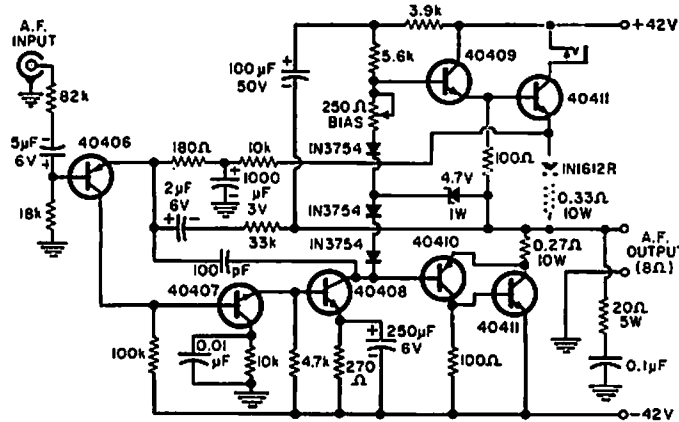 A.F.
INPUT
82k
5µF
6V
+
40406
18k
100µF
50V
+
3.9k
5.6k
250Ω
BIAS
IN3754
IN3754
IN3754
40409
40411
+42V
180Ω
10k
1000
µF
3V
2µF
6V
33k
100pF
4.7V
1W
100Ω
IN1612R
0.33Ω
10W
0.27Ω
10W
A.F.
OUTPUT
(8Ω)
40407
40408
40410
40411
20Ω
5W
0.1µF
100k
0.01
µF
10k
4.7k
270
Ω
250µF
6V
100Ω
-42V